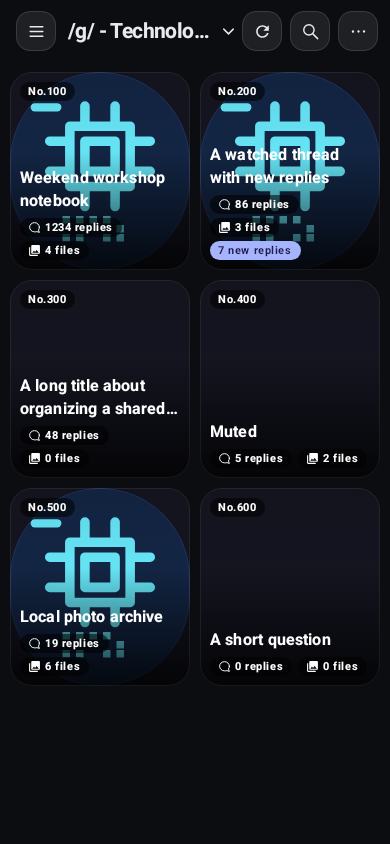 /g/ - Technolo...
No.100
Weekend workshop
notebook
1234 replies
4 files
No.200
A watched thread
with new replies
86 replies
3 files
7 new replies
No.300
A long title about
organizing a shared…
48 replies
0 files
No.400
Muted
5 replies
2 files
No.500
Local photo archive
19 replies
6 files
No.600
A short question
0 replies
0 files